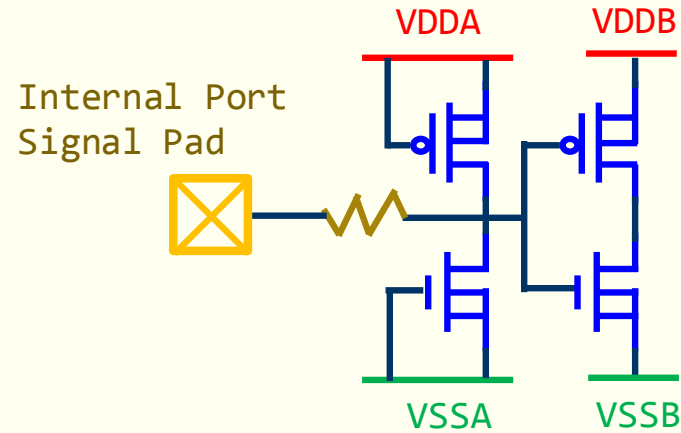 VDDA
VDDB
Internal Port
Signal Pad
VSSA
VSSB